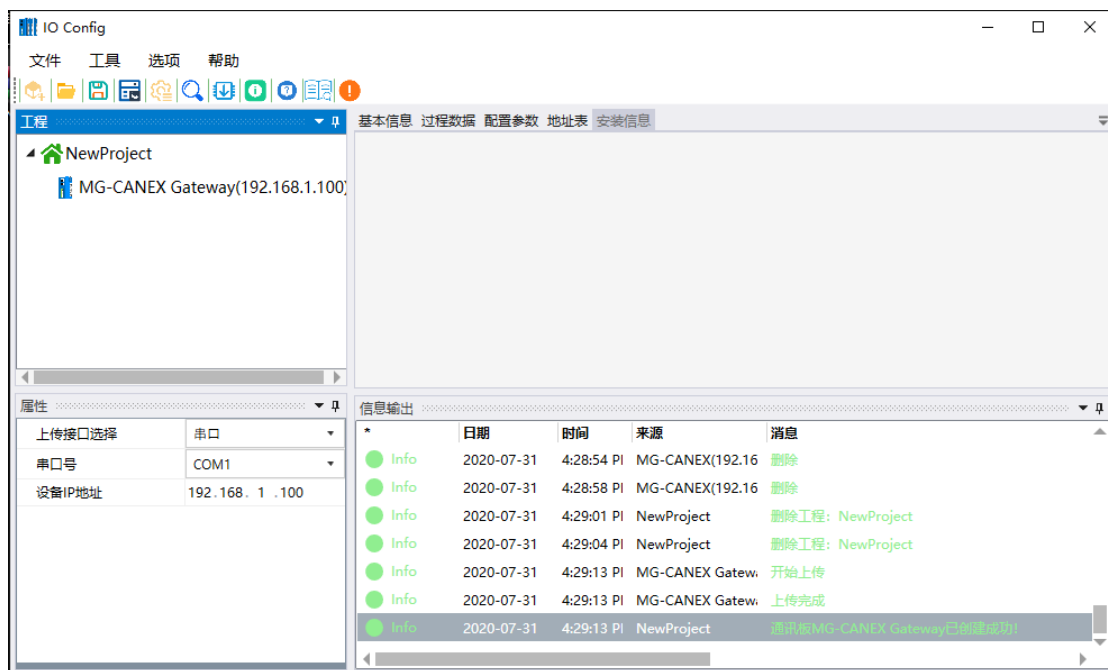 IO Config
文件 工具 选项 帮助
工程
NewProject
MG-CANEX Gateway(192.168.1.100)
基本信息 过程数据 配置参数 地址表 安装信息
属性
上传接口选择 串口
串口号 COM1
设备IP地址 192.168. 1 .100
信息输出
* 日期 时间 来源 消息
Info 2020-07-31 4:28:54 PI MG-CANEX(192.16 删除
Info 2020-07-31 4:28:58 PI MG-CANEX(192.16 删除
Info 2020-07-31 4:29:01 PI NewProject 删除工程：NewProject
Info 2020-07-31 4:29:04 PI NewProject 删除工程：NewProject
Info 2020-07-31 4:29:13 PI MG-CANEX Gatew 开始上传
Info 2020-07-31 4:29:13 PI MG-CANEX Gatew 上传完成
Info 2020-07-31 4:29:13 PI NewProject 通讯板MG-CANEX Gateway已创建成功！